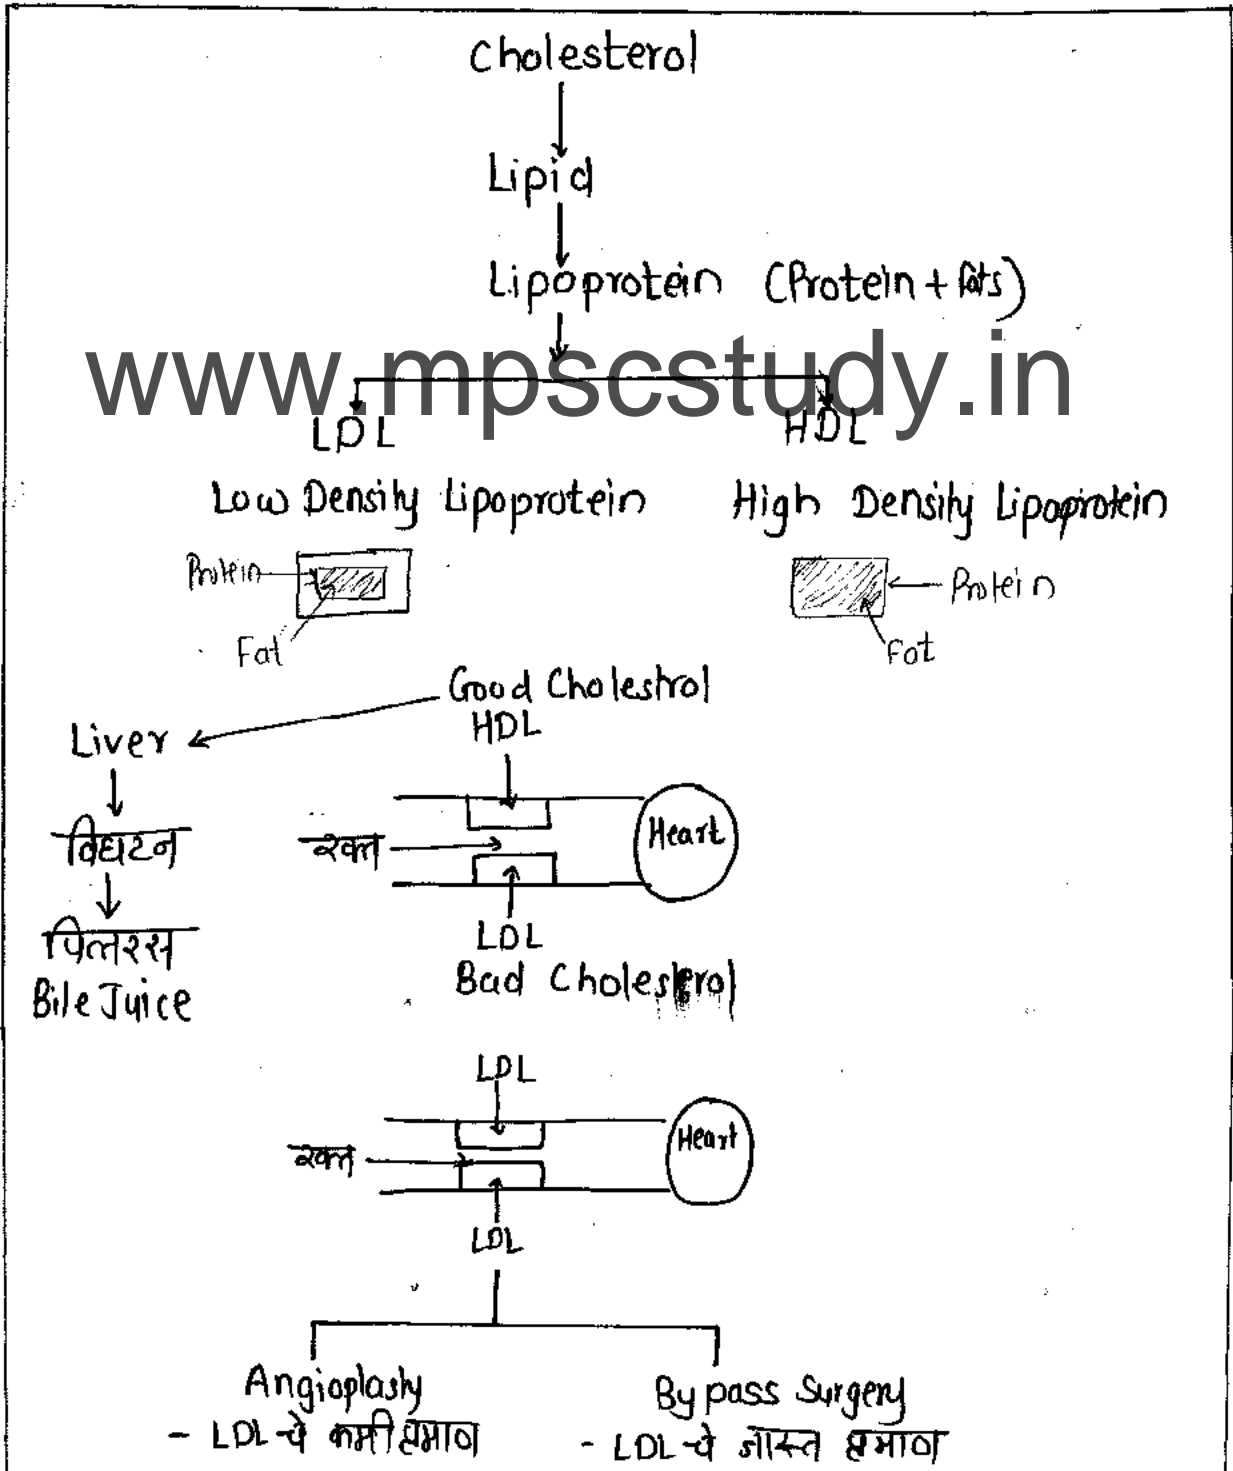 Cholesterol
Lipid
Lipoprotein (Protein + Fats)
www.mpscstudy.in
LDL HDL
Low Density Lipoprotein High Density Lipoprotein
Protein Protein
Fat Fat
Good Cholestrol
Liver HDL
विघटन रक्त Heart
पित्तरस LDL
Bile Juice Bad Cholesterol
LDL
रक्त Heart
LDL
Angioplasty Bypass Surgery
- LDL चे कमी प्रमाण - LDL चे जास्त प्रमाण